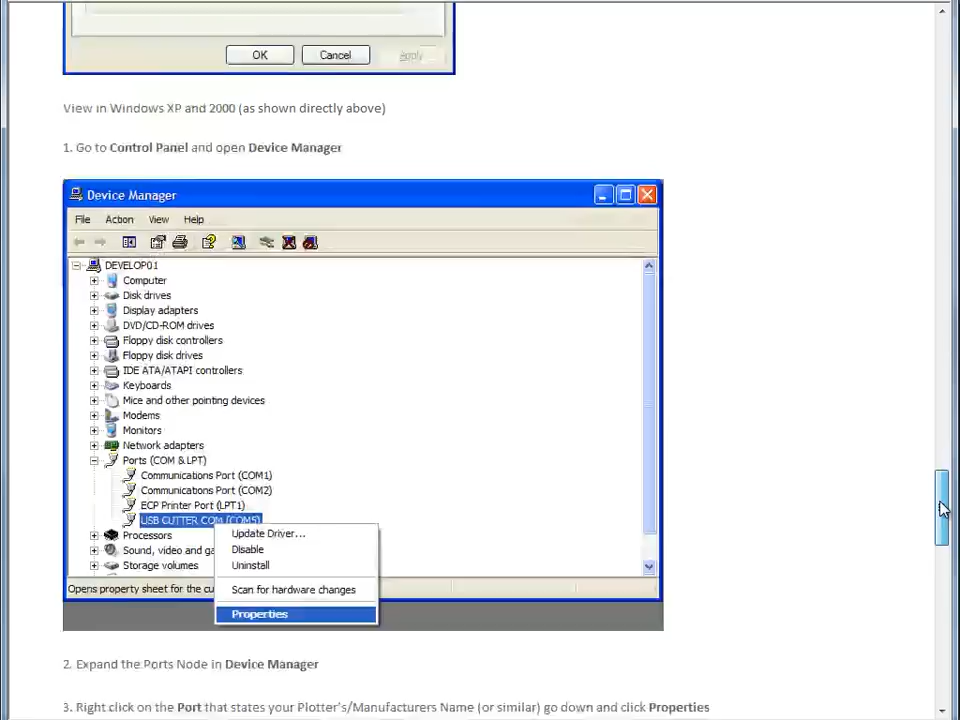 OK Cancel Apply
View in Windows XP and 2000 (as shown directly above)
1. Go to Control Panel and open Device Manager
Device Manager
File Action View Help
DEVELOP01
Computer
Disk drives
Display adapters
DVD/CD-ROM drives
Floppy disk controllers
Floppy disk drives
IDE ATA/ATAPI controllers
Keyboards
Mice and other pointing devices
Modems
Monitors
Network adapters
Ports (COM & LPT)
Communications Port (COM1)
Communications Port (COM2)
ECP Printer Port (LPT1)
USB CUTTER COM (COM5)
Processors
Sound, video and ga
Storage volumes
Update Driver...
Disable
Uninstall
Scan for hardware changes
Properties
Opens property sheet for the cu
2. Expand the Ports Node in Device Manager
3. Right click on the Port that states your Plotter's/Manufacturers Name (or similar) go down and click Properties